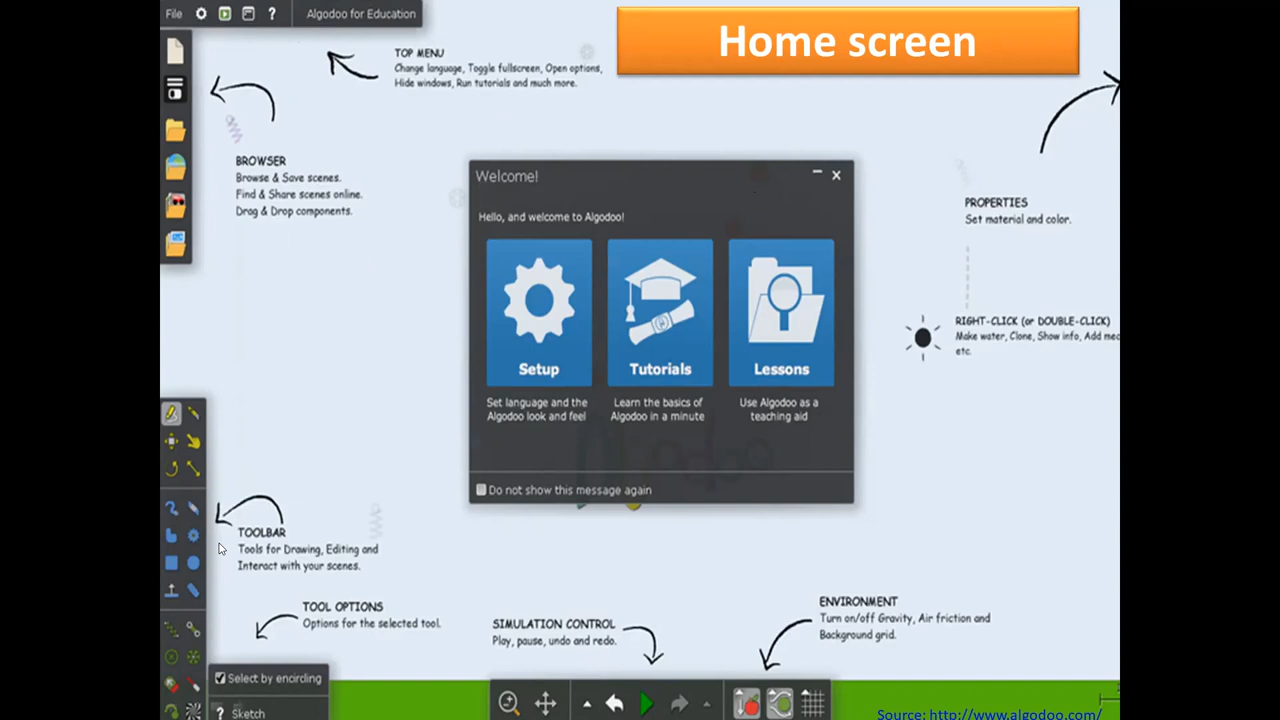 File
?
Algodoo for Education
Home screen
TOP MENU
Change language, Toggle fullscreen, Open options,
Hide windows, Run tutorials and much more.
BROWSER
Browse & Save scenes.
Find & Share scenes online.
Drag & Drop components.
Welcome!
Hello, and welcome to Algodoo!
Setup
Set language and the
Algodoo look and feel
Tutorials
Learn the basics of
Algodoo in a minute
Lessons
Use Algodoo as a
teaching aid
Do not show this message again
PROPERTIES
Set material and color.
RIGHT-CLICK (or DOUBLE-CLICK)
Make water, Clone, Show info, Add
etc.
TOOLBAR
Tools for Drawing, Editing and
Interact with your scenes.
TOOL OPTIONS
Options for the selected tool.
SIMULATION CONTROL
Play, pause, undo and redo.
ENVIRONMENT
Turn on/off Gravity, Air friction and
Background grid.
Select by encircling
? Sketch
Source: http://www.algodoo.com/